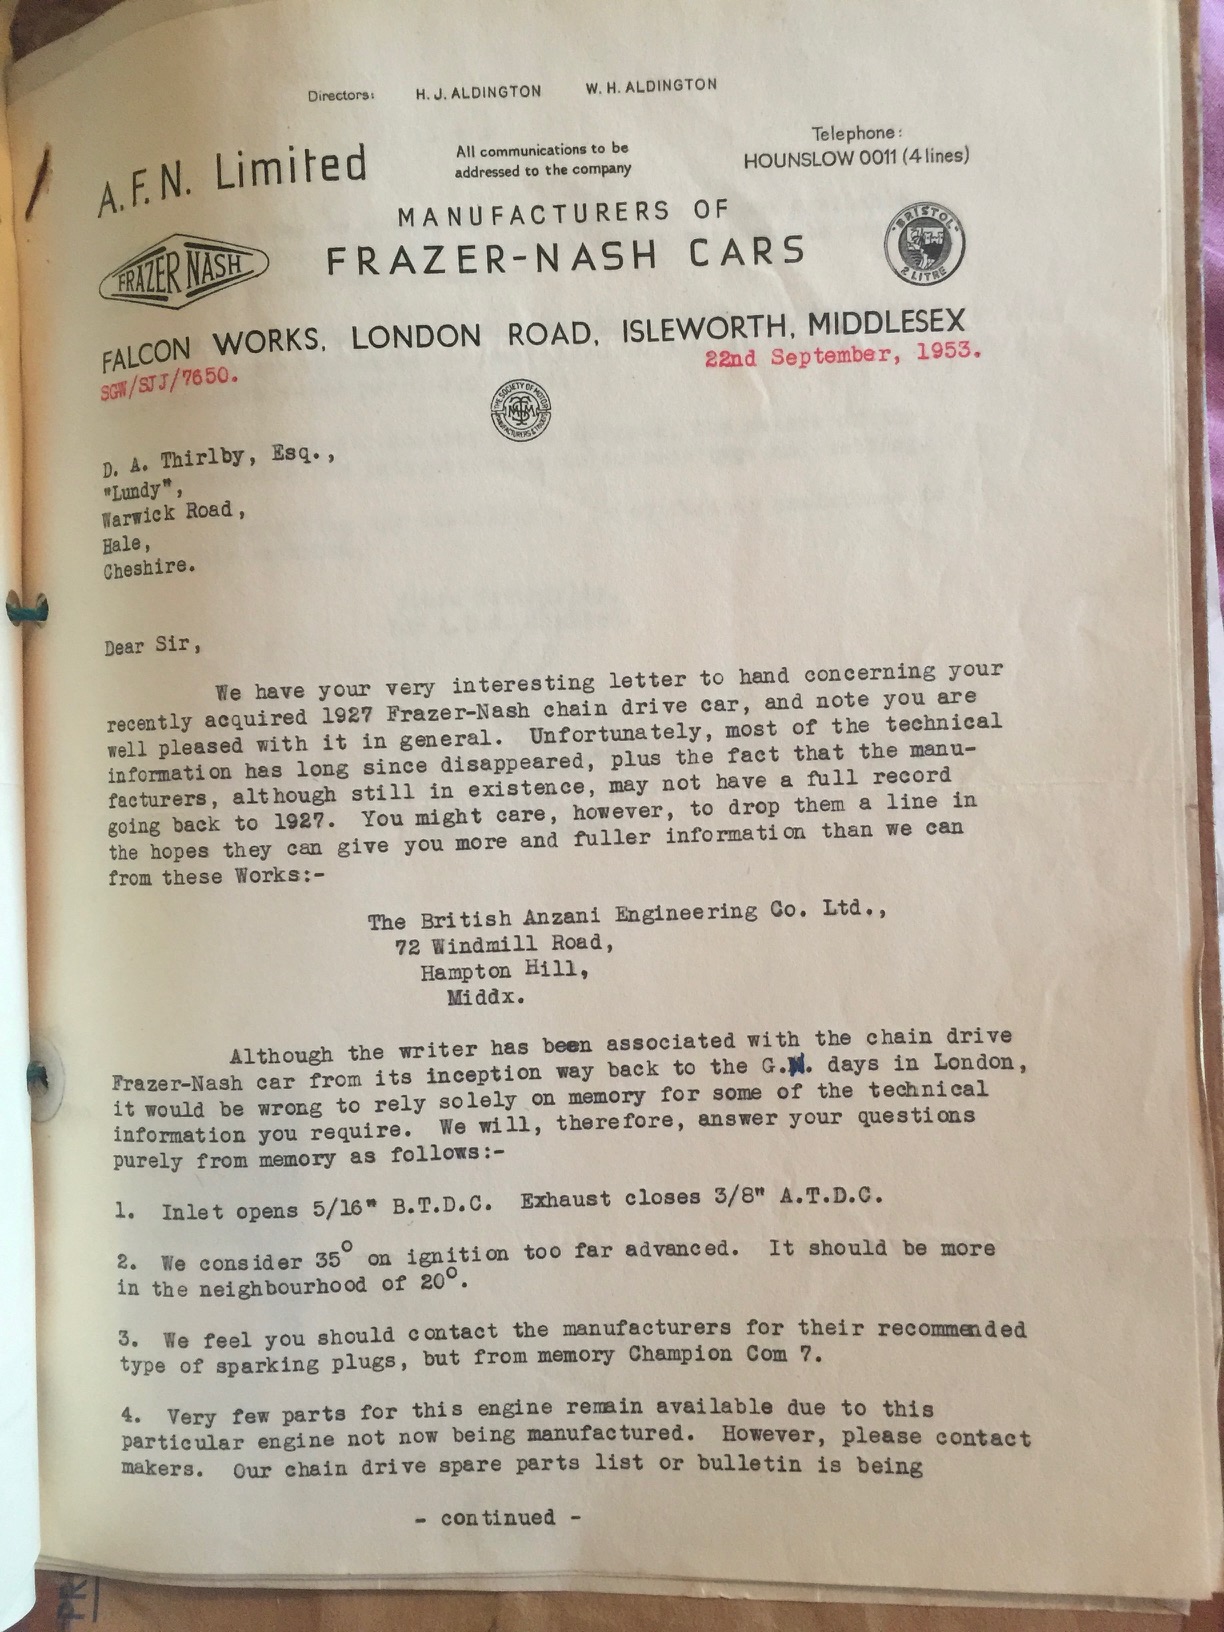 Directors: H. J. ALDINGTON W. H. ALDINGTON
A.F.N. Limited
All communications to be
addressed to the company
Telephone:
HOUNSLOW 0011 (4 lines)
MANUFACTURERS OF
FRAZER-NASH CARS
FRAZER NASH
BRISTOL
2 LITRE
FALCON WORKS, LONDON ROAD, ISLEWORTH, MIDDLESEX
SGW/SJJ/7650.
22nd September, 1953.
THE SOCIETY OF MOTOR
MANUFACTURERS & TRADERS
D. A. Thirlby, Esq.,
"Lundy",
Warwick Road,
Hale,
Cheshire.
Dear Sir,
We have your very interesting letter to hand concerning your
recently acquired 1927 Frazer-Nash chain drive car, and note you are
well pleased with it in general. Unfortunately, most of the technical
information has long since disappeared, plus the fact that the manu-
facturers, although still in existence, may not have a full record
going back to 1927. You might care, however, to drop them a line in
the hopes they can give you more and fuller information than we can
from these Works:-
The British Anzani Engineering Co. Ltd.,
72 Windmill Road,
Hampton Hill,
Middx.
Although the writer has been associated with the chain drive
Frazer-Nash car from its inception way back to the G.N. days in London,
it would be wrong to rely solely on memory for some of the technical
information you require. We will, therefore, answer your questions
purely from memory as follows:-
1. Inlet opens 5/16" B.T.D.C. Exhaust closes 3/8" A.T.D.C.
2. We consider 35° on ignition too far advanced. It should be more
in the neighbourhood of 20°.
3. We feel you should contact the manufacturers for their recommended
type of sparking plugs, but from memory Champion Com 7.
4. Very few parts for this engine remain available due to this
particular engine not now being manufactured. However, please contact
makers. Our chain drive spare parts list or bulletin is being
- continued -
PR